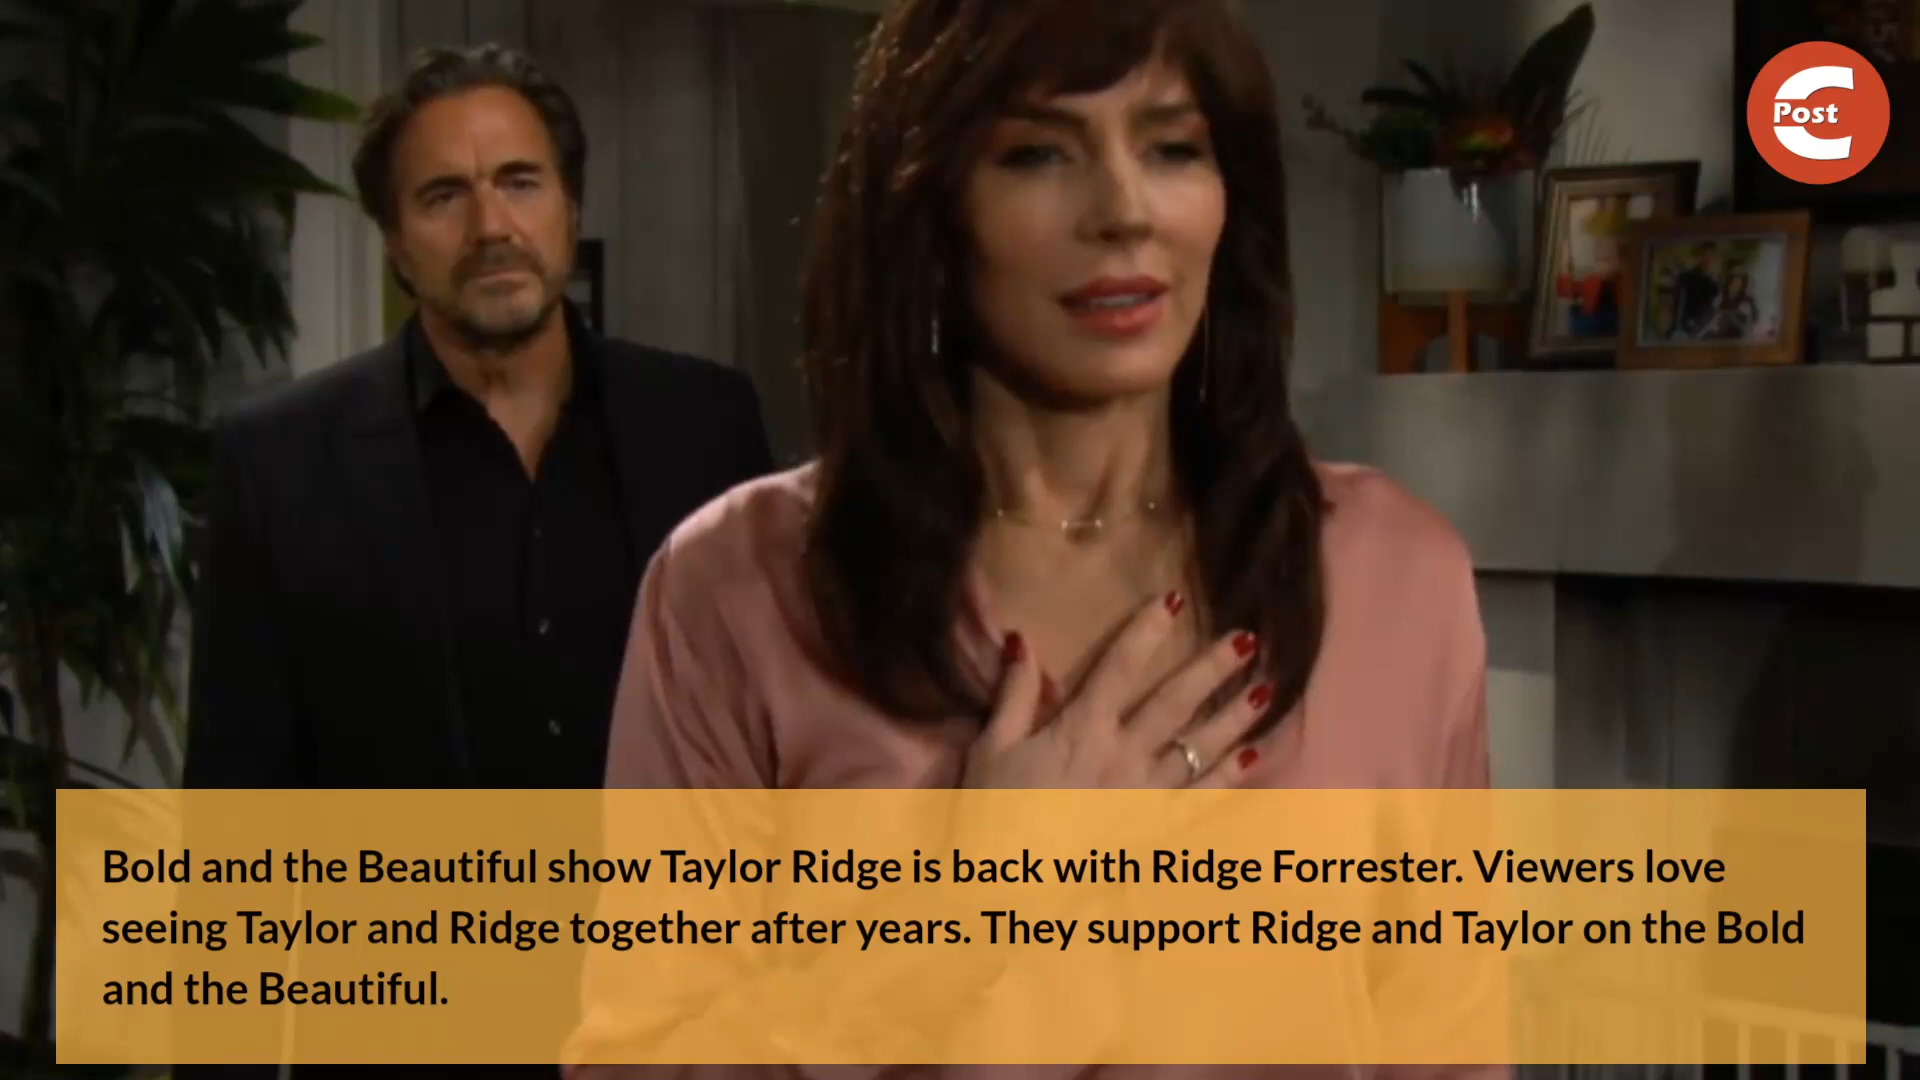 Post
Bold and the Beautiful show Taylor Ridge is back with Ridge Forrester. Viewers love
seeing Taylor and Ridge together after years. They support Ridge and Taylor on the Bold
and the Beautiful.